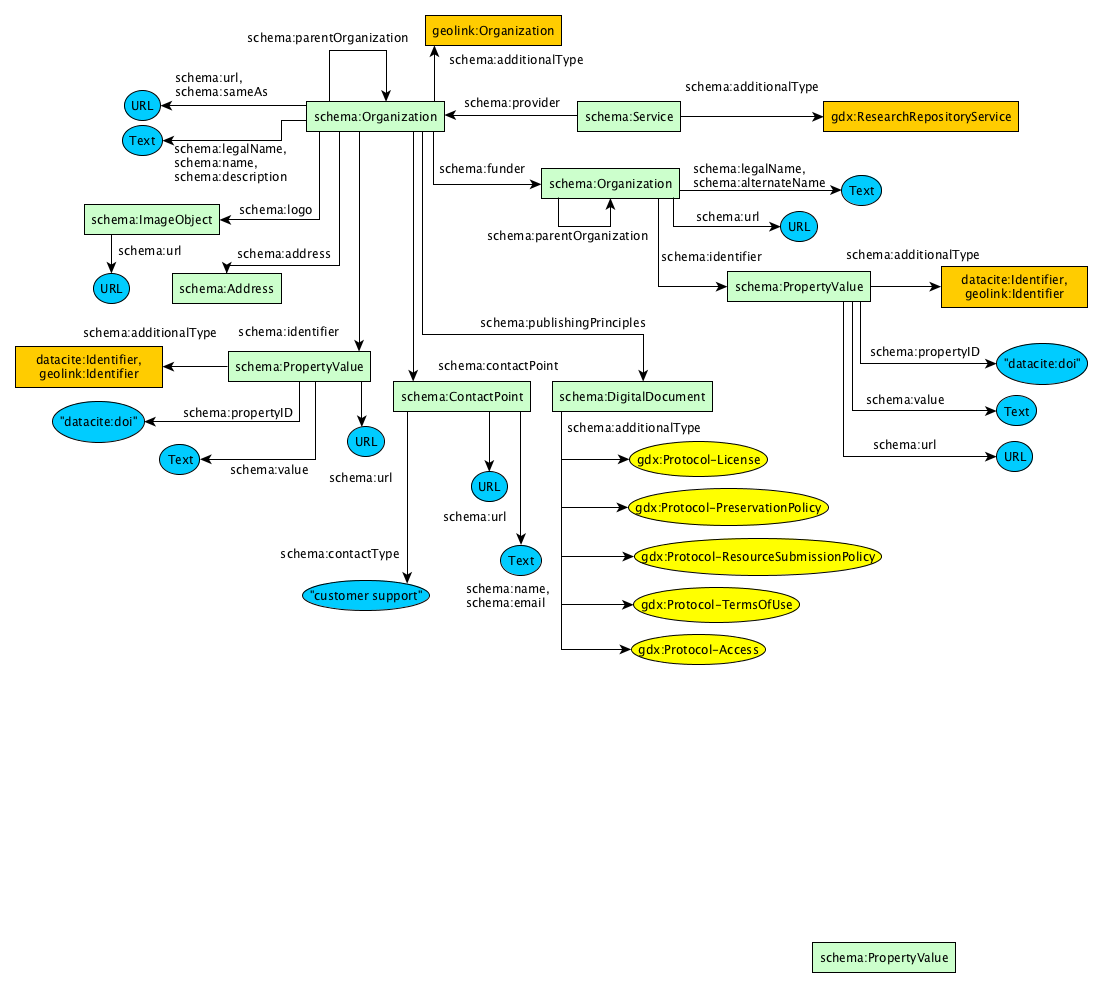 geolink:Organization
schema:parentOrganization
schema:additionalType
schema:url,
schema:sameAs
URL
schema:additionalType
schema:provider
schema:Organization
schema:Service
gdx:ResearchRepositoryService
Text
schema:legalName,
schema:name,
schema:description
schema:funder
schema:Organization
schema:legalName,
schema:alternateName
Text
schema:ImageObject
schema:logo
schema:url
URL
schema:parentOrganization
schema:url
URL
schema:address
schema:Address
schema:identifier
schema:additionalType
schema:PropertyValue
datacite:Identifier,
geolink:Identifier
schema:publishingPrinciples
schema:additionalType
schema:identifier
datacite:Identifier,
geolink:Identifier
schema:PropertyValue
schema:contactPoint
schema:propertyID
"datacite:doi"
schema:ContactPoint
schema:DigitalDocument
schema:value
Text
"datacite:doi"
schema:propertyID
schema:additionalType
URL
schema:url
URL
Text
schema:value
schema:url
gdx:Protocol-License
URL
schema:url
gdx:Protocol-PreservationPolicy
schema:contactType
Text
gdx:Protocol-ResourceSubmissionPolicy
"customer support"
schema:name,
schema:email
gdx:Protocol-TermsOfUse
gdx:Protocol-Access
schema:PropertyValue